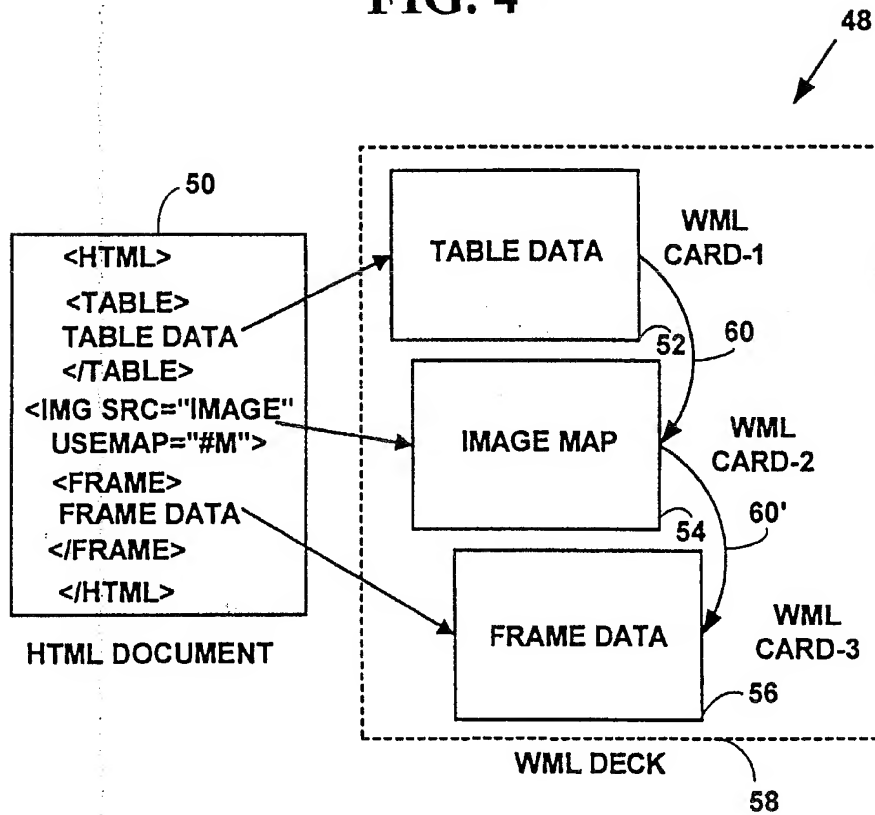 FIG. 4
48
50
<HTML>
<TABLE>
TABLE DATA
</TABLE>
<IMG SRC="IMAGE"
USEMAP="#M">
<FRAME>
FRAME DATA
</FRAME>
</HTML>
HTML DOCUMENT
TABLE DATA
WML
CARD-1
52
60
IMAGE MAP
WML
CARD-2
54
60'
FRAME DATA
WML
CARD-3
56
WML DECK
58